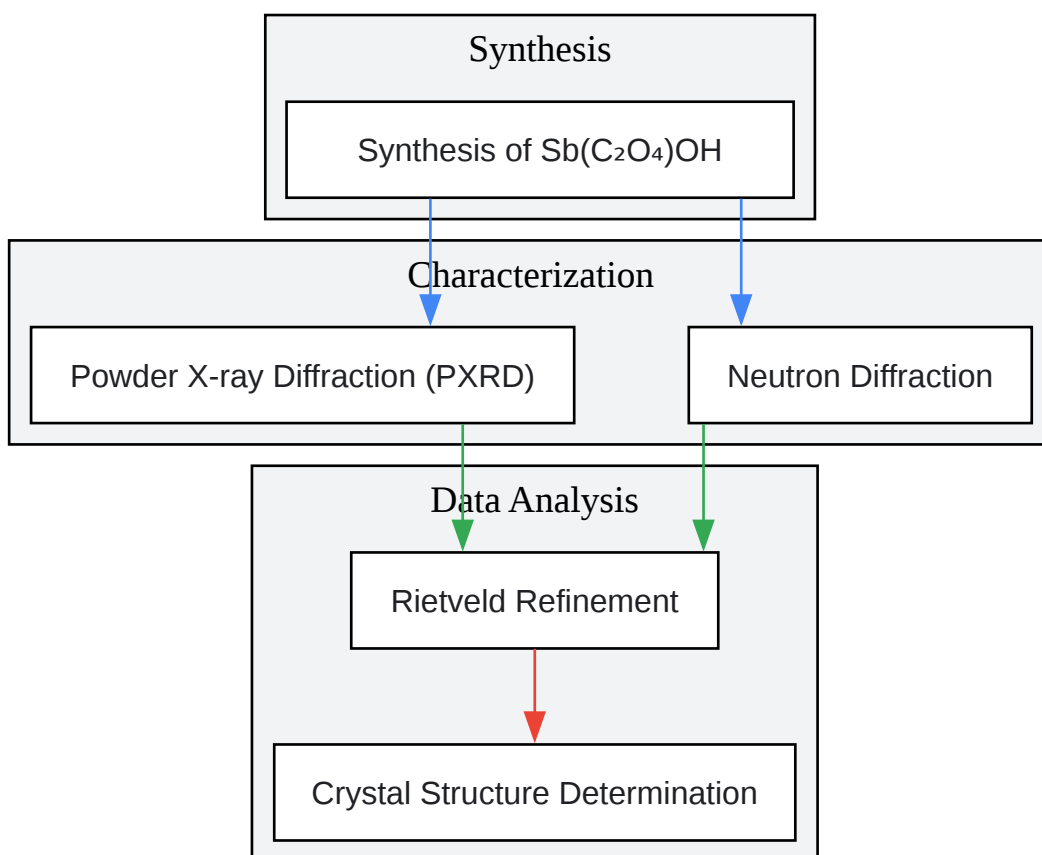 Synthesis
Synthesis of Sb(C₂O₄)OH
Characterization
Powder X-ray Diffraction (PXRD)
Neutron Diffraction
Data Analysis
Rietveld Refinement
Crystal Structure Determination